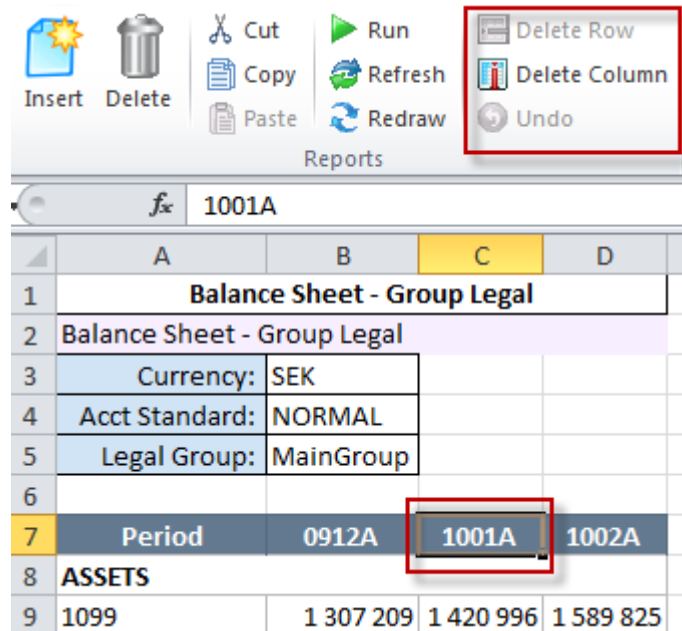 Cut Run Delete Row
Insert Delete Copy Refresh Delete Column
Paste Redraw Undo
Reports
fx 1001A
A B C D
1 Balance Sheet - Group Legal
2 Balance Sheet - Group Legal
3 Currency: SEK
4 Acct Standard: NORMAL
5 Legal Group: MainGroup
6
7 Period 0912A 1001A 1002A
8 ASSETS
9 1099 1 307 209 1 420 996 1 589 825